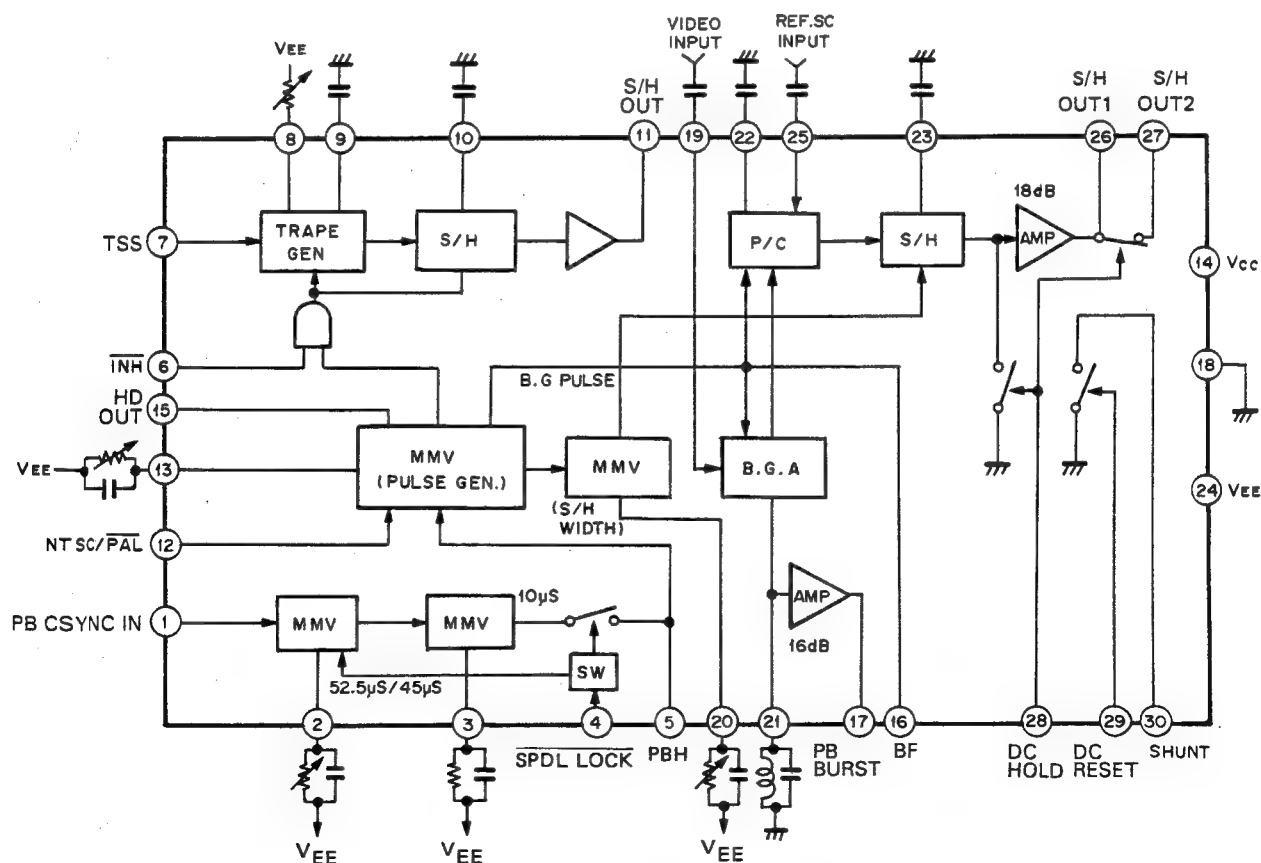 VIDEO INPUT
REF.SC INPUT
VEE
S/H OUT
S/H OUT1
S/H OUT2
8
9
10
11
19
22
25
23
26
27
18dB
TSS
7
TRAPE GEN
S/H
P/C
S/H
AMP
14
Vcc
INH
6
18
B.G PULSE
HD OUT
15
VEE
13
MMV (PULSE GEN.)
MMV
B.G.A
(S/H WIDTH)
24
VEE
NTSC/PAL
12
10µS
PB CSYNC IN
1
MMV
MMV
AMP
16dB
SW
52.5µS/45µS
2
3
4
5
20
21
17
16
28
29
30
SPDL LOCK
PBH
PB BURST
BF
DC HOLD
DC RESET
SHUNT
VEE
VEE
VEE